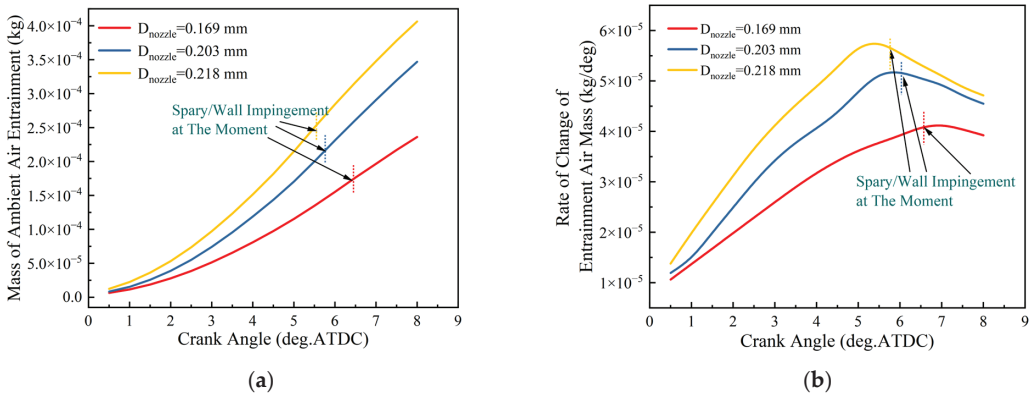 Mass of Ambient Air Entrainment (kg)
4.0×10⁻⁴
3.5×10⁻⁴
3.0×10⁻⁴
2.5×10⁻⁴
2.0×10⁻⁴
1.5×10⁻⁴
1.0×10⁻⁴
5.0×10⁻⁵
0.0
D_nozzle=0.169 mm
D_nozzle=0.203 mm
D_nozzle=0.218 mm
Spary/Wall Impingement
at The Moment
0 1 2 3 4 5 6 7 8 9
Crank Angle (deg.ATDC)
(a)
Rate of Change of
Entrainment Air Mass (kg/deg)
6×10⁻⁵
5×10⁻⁵
4×10⁻⁵
3×10⁻⁵
2×10⁻⁵
1×10⁻⁵
D_nozzle=0.169 mm
D_nozzle=0.203 mm
D_nozzle=0.218 mm
Spary/Wall Impingement
at The Moment
0 1 2 3 4 5 6 7 8 9
Crank Angle (deg.ATDC)
(b)